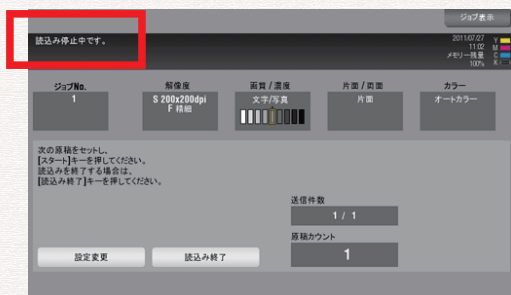 ジョブ表示
読込み停止中です。
2011/07/27
11:02
メモリー残量
100%
Y
M
C
K
ジョブNo.
1
解像度
S 200x200dpi
F 精細
画質/濃度
文字/写真
片面/両面
片面
カラー
オートカラー
次の原稿をセットし、
【スタート】キーを押してください。
読込みを終了する場合は、
【読込み終了】キーを押してください。
送信件数
1 / 1
原稿カウント
1
設定変更
読込み終了